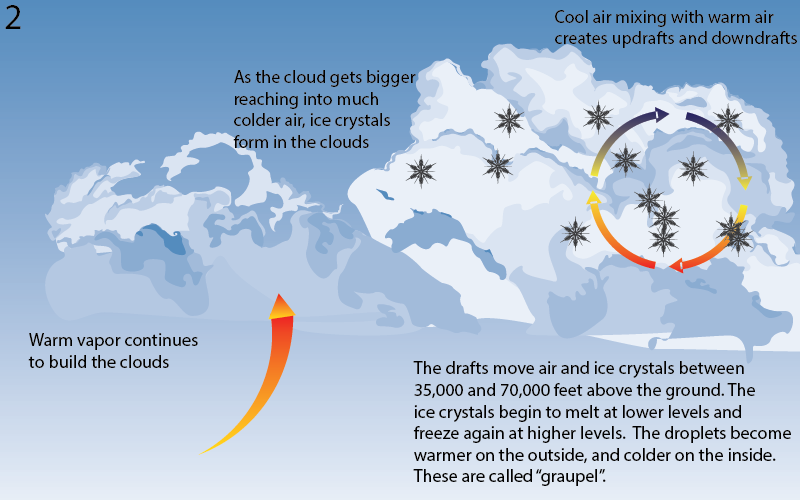 2
Cool air mixing with warm air
creates updrafts and downdrafts
As the cloud gets bigger
reaching into much
colder air, ice crystals
form in the clouds
Warm vapor continues
to build the clouds
The drafts move air and ice crystals between
35,000 and 70,000 feet above the ground. The
ice crystals begin to melt at lower levels and
freeze again at higher levels.  The droplets become
warmer on the outside, and colder on the inside.
These are called “graupel”.